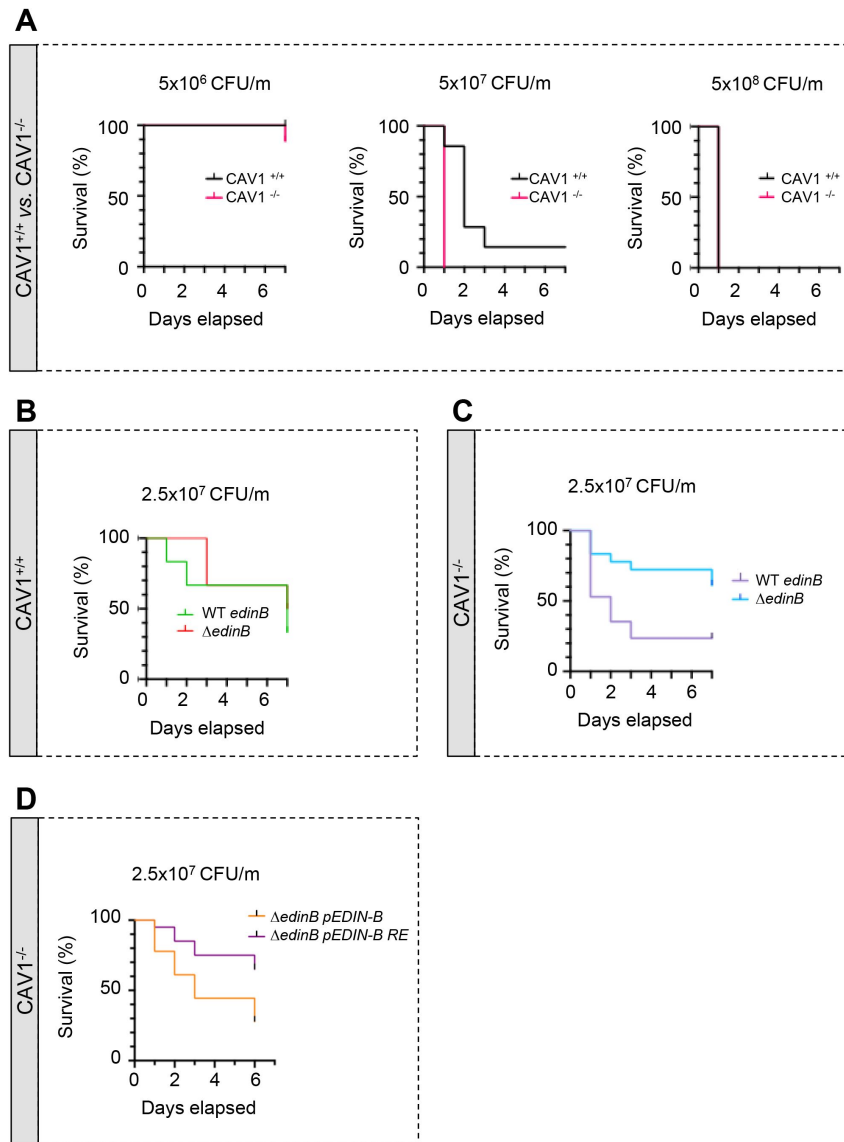 A
CAV1+/+ vs. CAV1-/-
5x10⁶ CFU/m
Survival (%)
100
50
0
0 2 4 6
Days elapsed
CAV1 +/+
CAV1 -/-
5x10⁷ CFU/m
Survival (%)
100
50
0
0 2 4 6
Days elapsed
CAV1 +/+
CAV1 -/-
5x10⁸ CFU/m
Survival (%)
100
50
0
0 2 4 6
Days elapsed
CAV1 +/+
CAV1 -/-
B
CAV1+/+
2.5x10⁷ CFU/m
Survival (%)
100
50
0
0 2 4 6
Days elapsed
WT edinB
ΔedinB
C
CAV1-/-
2.5x10⁷ CFU/m
Survival (%)
100
50
0
0 2 4 6
Days elapsed
WT edinB
ΔedinB
D
CAV1-/-
2.5x10⁷ CFU/m
Survival (%)
100
50
0
0 2 4 6
Days elapsed
ΔedinB pEDIN-B
ΔedinB pEDIN-B RE